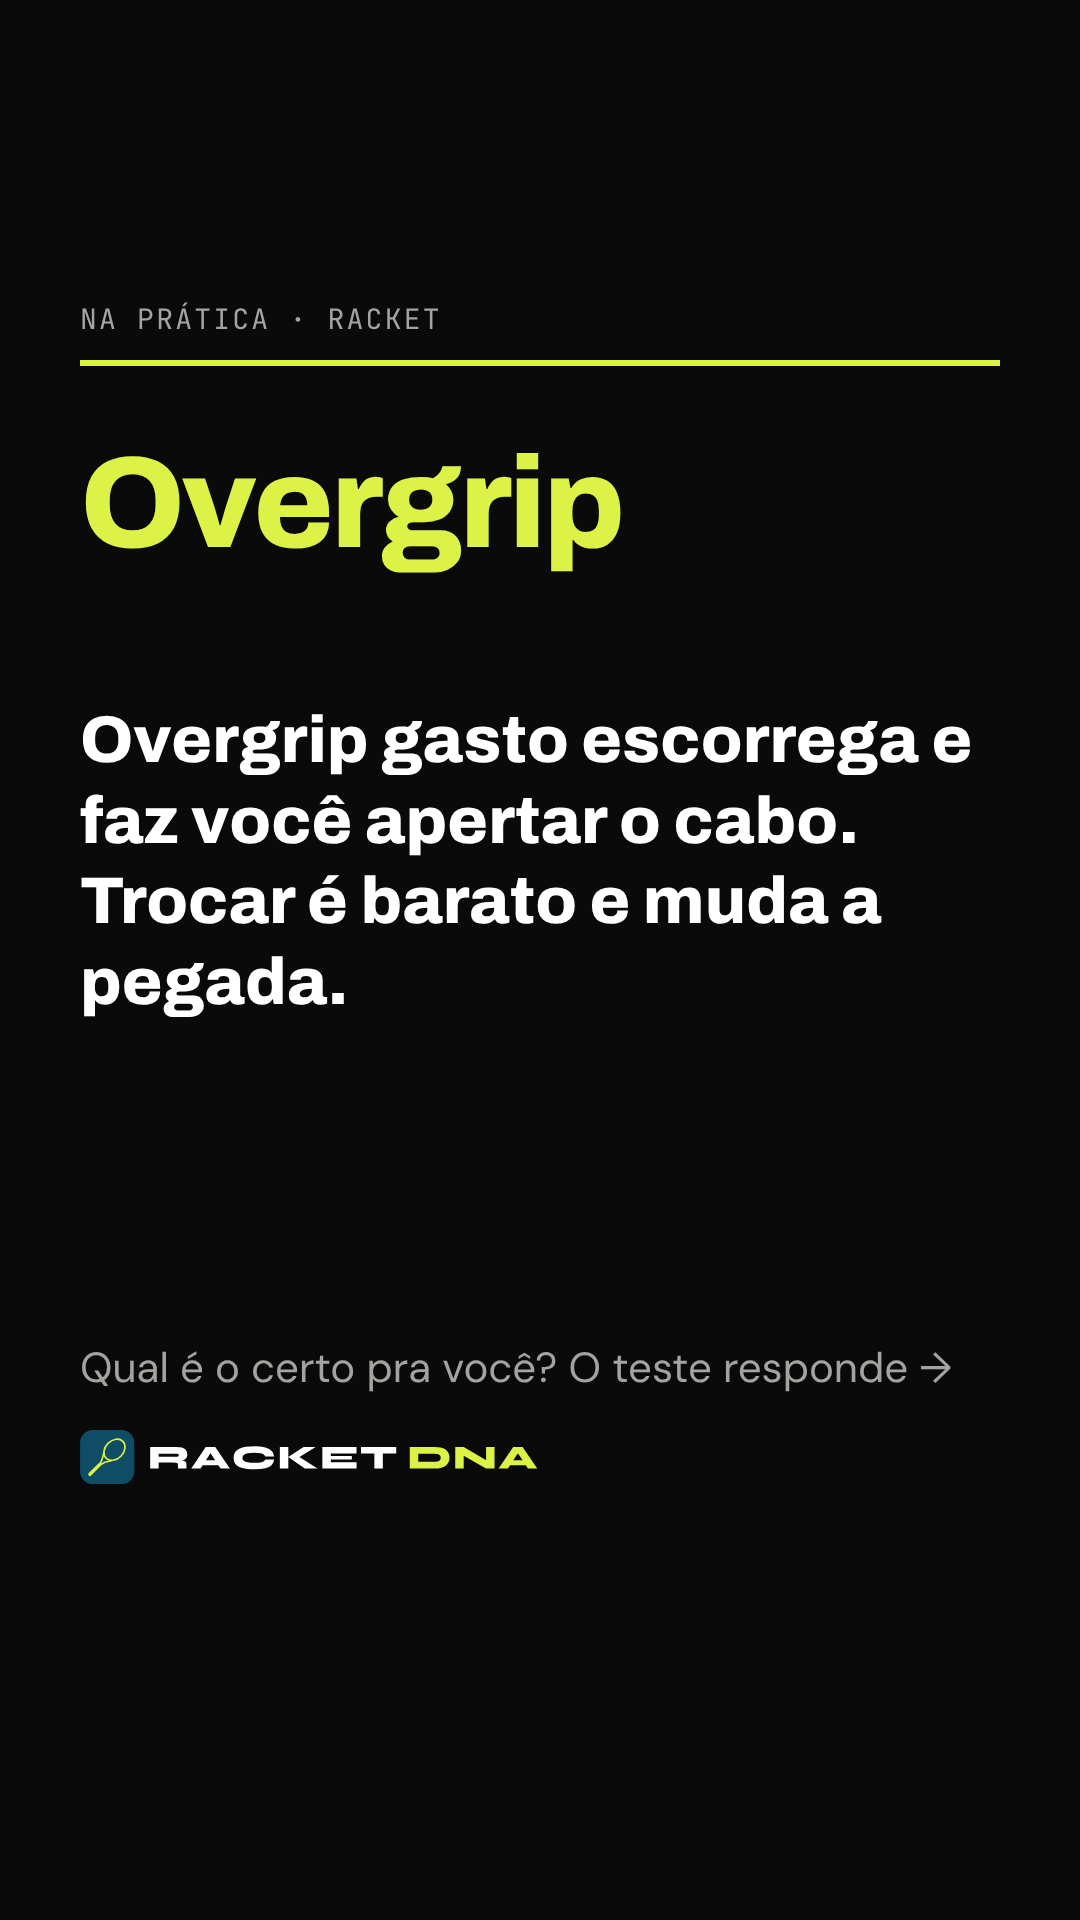 NA PRÁTICA · RACKET
Overgrip
Overgrip gasto escorrega e
faz você apertar o cabo.
Trocar é barato e muda a
pegada.
Qual é o certo pra você? O teste responde →
RACKET DNA